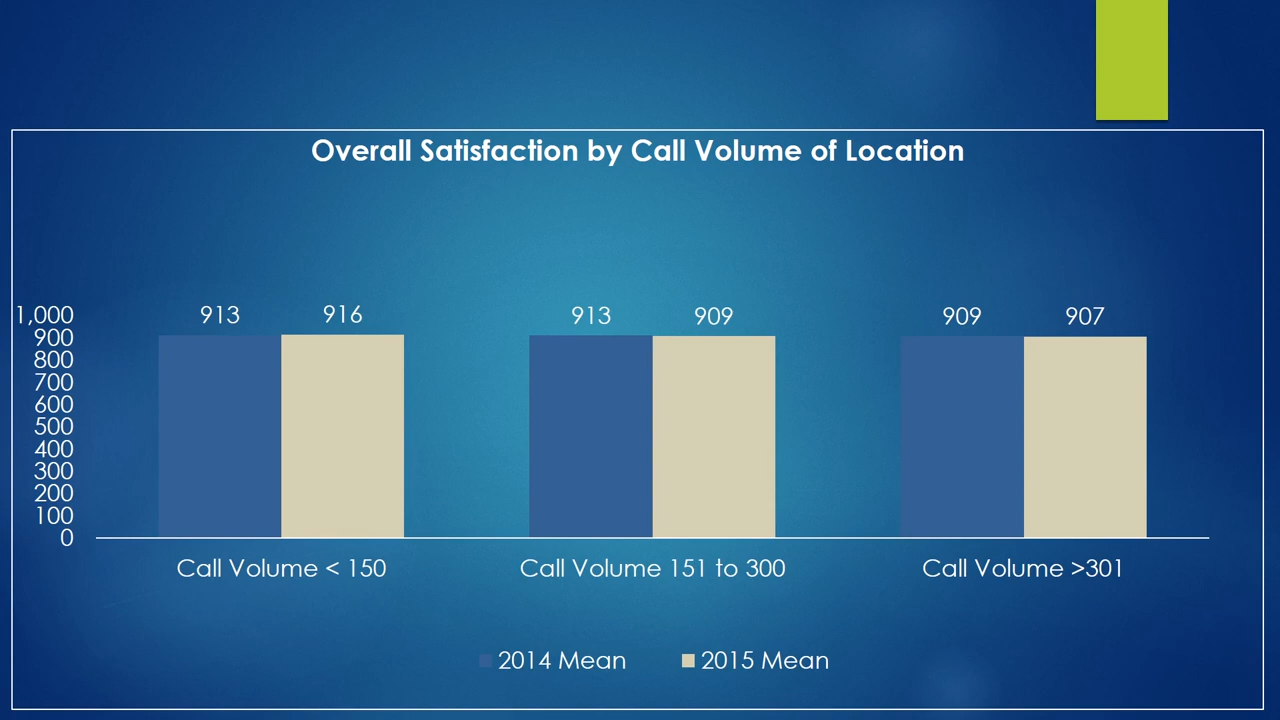 Overall Satisfaction by Call Volume of Location
1,000
900
800
700
600
500
400
300
200
100
0
913
916
913
909
909
907
Call Volume < 150
Call Volume 151 to 300
Call Volume >301
2014 Mean
2015 Mean